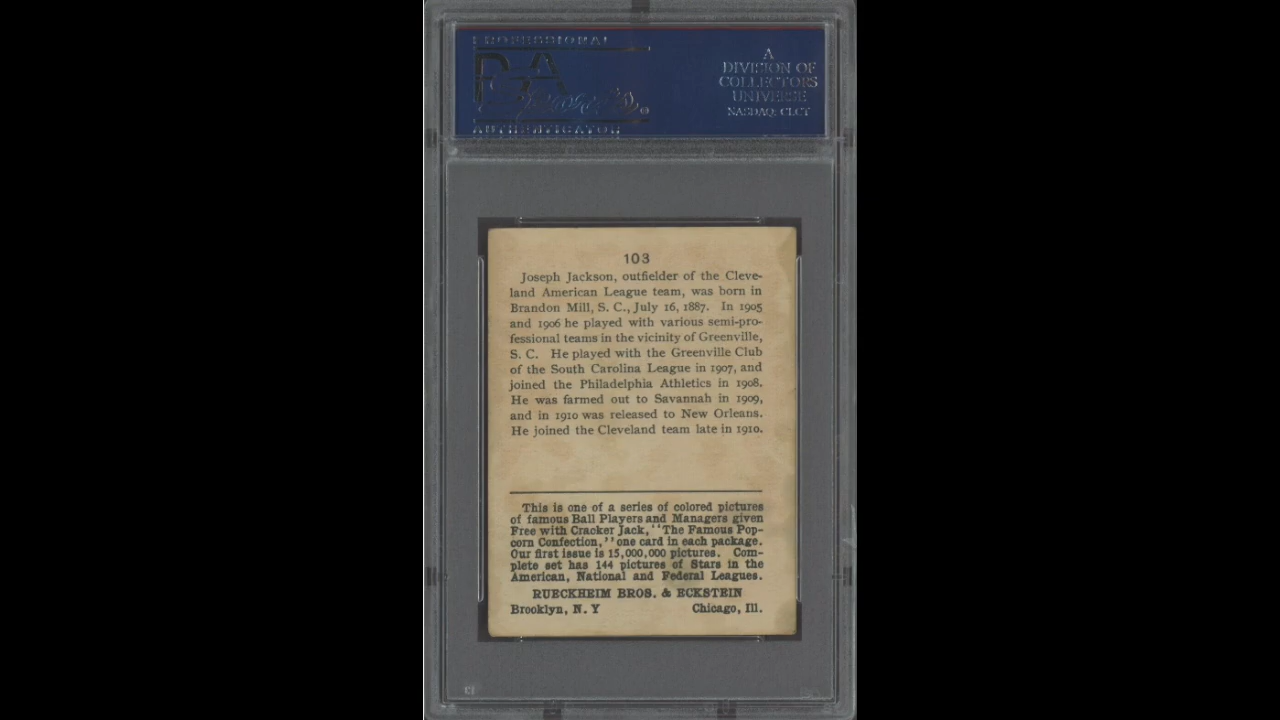 PROFESSIONAL
PSA
Sports
AUTHENTICATOR
A
DIVISION OF
COLLECTORS
UNIVERSE
NASDAQ: CLCT
103
Joseph Jackson, outfielder of the Cleve-
land American League team, was born in
Brandon Mill, S. C., July 16, 1887. In 1905
and 1906 he played with various semi-pro-
fessional teams in the vicinity of Greenville,
S. C. He played with the Greenville Club
of the South Carolina League in 1907, and
joined the Philadelphia Athletics in 1908.
He was farmed out to Savannah in 1909,
and in 1910 was released to New Orleans.
He joined the Cleveland team late in 1910.
This is one of a series of colored pictures
of famous Ball Players and Managers given
Free with Cracker Jack, "The Famous Pop-
corn Confection," one card in each package.
Our first issue is 15,000,000 pictures. Com-
plete set has 144 pictures of Stars in the
American, National and Federal Leagues.
RUECKHEIM BROS. & ECKSTEIN
Brooklyn, N. Y Chicago, Ill.